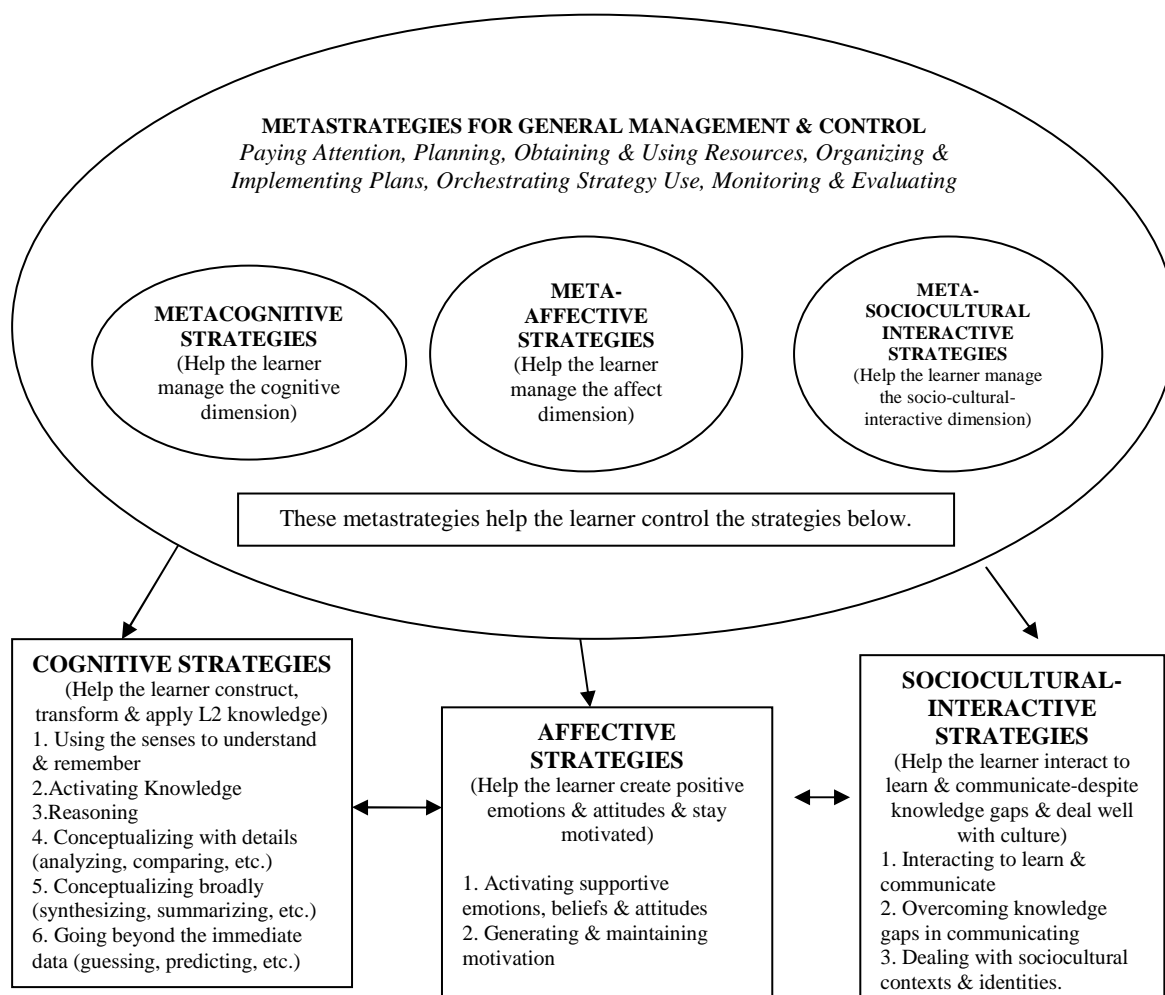 METASTRATEGIES FOR GENERAL MANAGEMENT & CONTROL
Paying Attention, Planning, Obtaining & Using Resources, Organizing &
Implementing Plans, Orchestrating Strategy Use, Monitoring & Evaluating
METACOGNITIVE
STRATEGIES
(Help the learner
manage the cognitive
dimension)
META-
AFFECTIVE
STRATEGIES
(Help the learner
manage the affect
dimension)
META-
SOCIOCULTURAL
INTERACTIVE
STRATEGIES
(Help the learner manage
the socio-cultural-
interactive dimension)
These metastrategies help the learner control the strategies below.
COGNITIVE STRATEGIES
(Help the learner construct,
transform & apply L2 knowledge)
1. Using the senses to understand
& remember
2.Activating Knowledge
3.Reasoning
4. Conceptualizing with details
(analyzing, comparing, etc.)
5. Conceptualizing broadly
(synthesizing, summarizing, etc.)
6. Going beyond the immediate
data (guessing, predicting, etc.)
AFFECTIVE
STRATEGIES
(Help the learner create positive
emotions & attitudes & stay
motivated)
1. Activating supportive
emotions, beliefs & attitudes
2. Generating & maintaining
motivation
SOCIOCULTURAL-
INTERACTIVE
STRATEGIES
(Help the learner interact to
learn & communicate-despite
knowledge gaps & deal well
with culture)
1. Interacting to learn &
communicate
2. Overcoming knowledge
gaps in communicating
3. Dealing with sociocultural
contexts & identities.